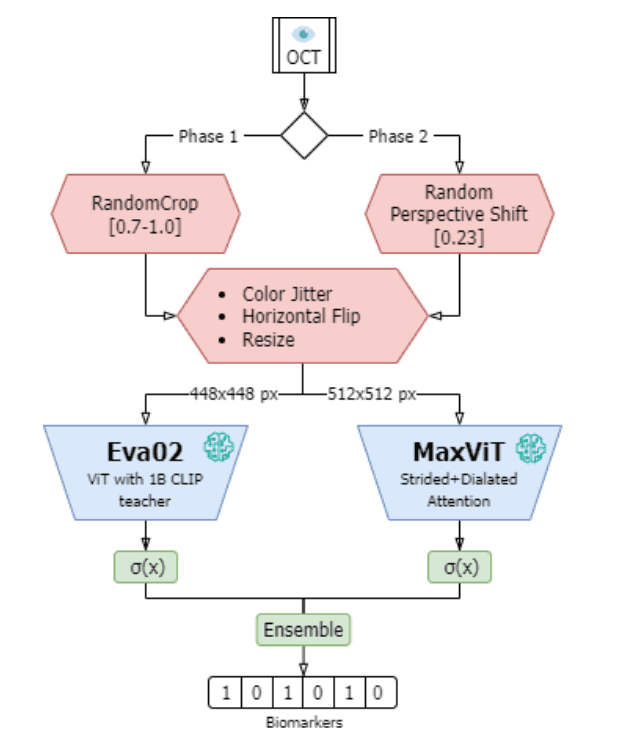 OCT
Phase 1
Phase 2
RandomCrop
[0.7-1.0]
Random
Perspective Shift
[0.23]
• Color Jitter
• Horizontal Flip
• Resize
448x448 px
512x512 px
Eva02
ViT with 1B CLIP
teacher
MaxViT
Strided+Dialated
Attention
σ(x)
σ(x)
Ensemble
1 0 1 0 1 0
Biomarkers